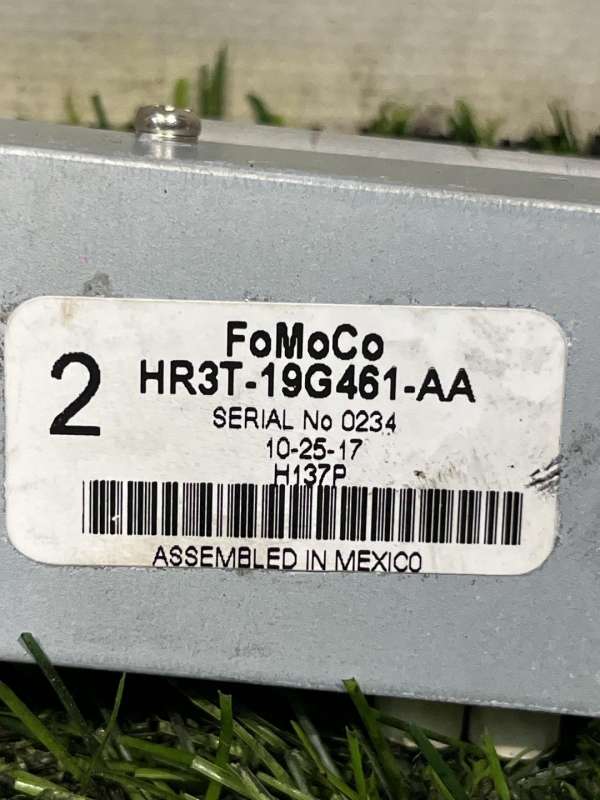 FoMoCo
2
HR3T-19G461-AA
SERIAL No 0234
10-25-17
H137P
ASSEMBLED IN MEXICO